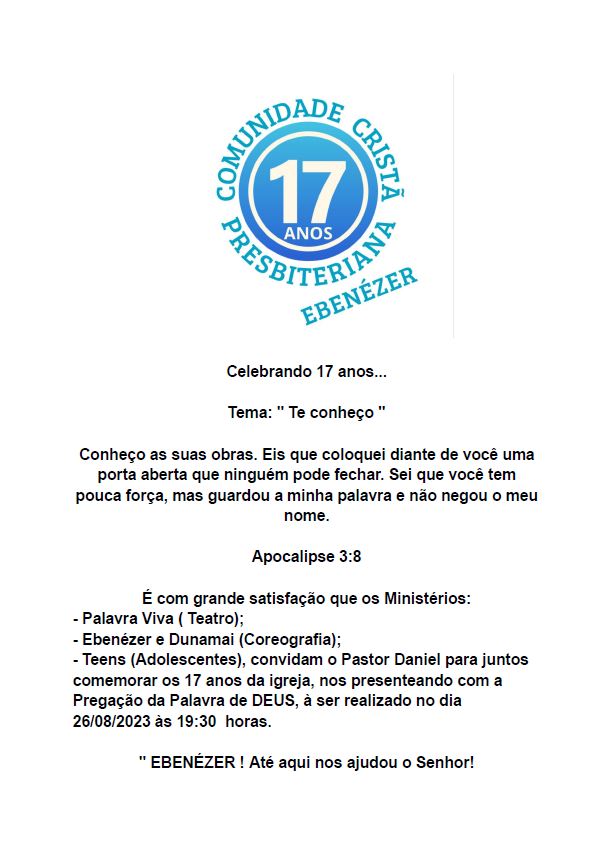 COMUNIDADE CRISTÃ
17
ANOS
PRESBITERIANA
EBENÉZER
Celebrando 17 anos...
Tema: " Te conheço "
Conheço as suas obras. Eis que coloquei diante de você uma
porta aberta que ninguém pode fechar. Sei que você tem
pouca força, mas guardou a minha palavra e não negou o meu
nome.
Apocalipse 3:8
É com grande satisfação que os Ministérios:
- Palavra Viva ( Teatro);
- Ebenézer e Dunamai (Coreografia);
- Teens (Adolescentes), convidam o Pastor Daniel para juntos
comemorar os 17 anos da igreja, nos presenteando com a
Pregação da Palavra de DEUS, à ser realizado no dia
26/08/2023 às 19:30  horas.
" EBENÉZER ! Até aqui nos ajudou o Senhor!